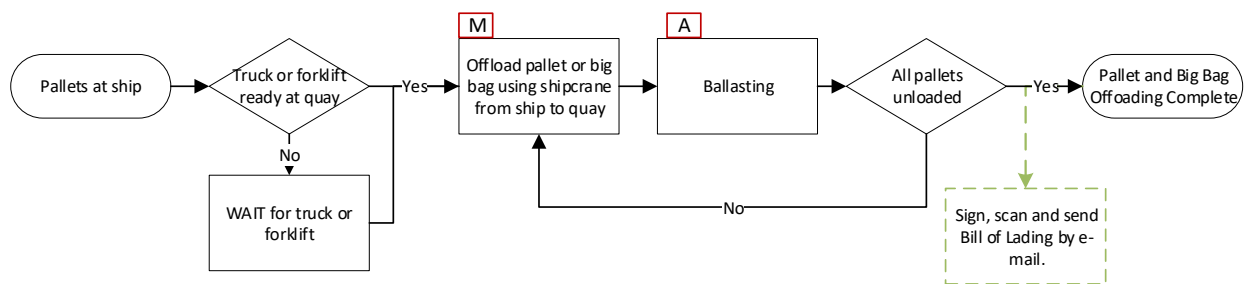 M
A
Pallets at ship
Truck or forklift
ready at quay
Yes
Offload pallet or big
bag using shipcrane
from ship to quay
Ballasting
All pallets
unloaded
Yes
Pallet and Big Bag
Offoading Complete
No
WAIT for truck or
forklift
No
Sign, scan and send
Bill of Lading by e-
mail.